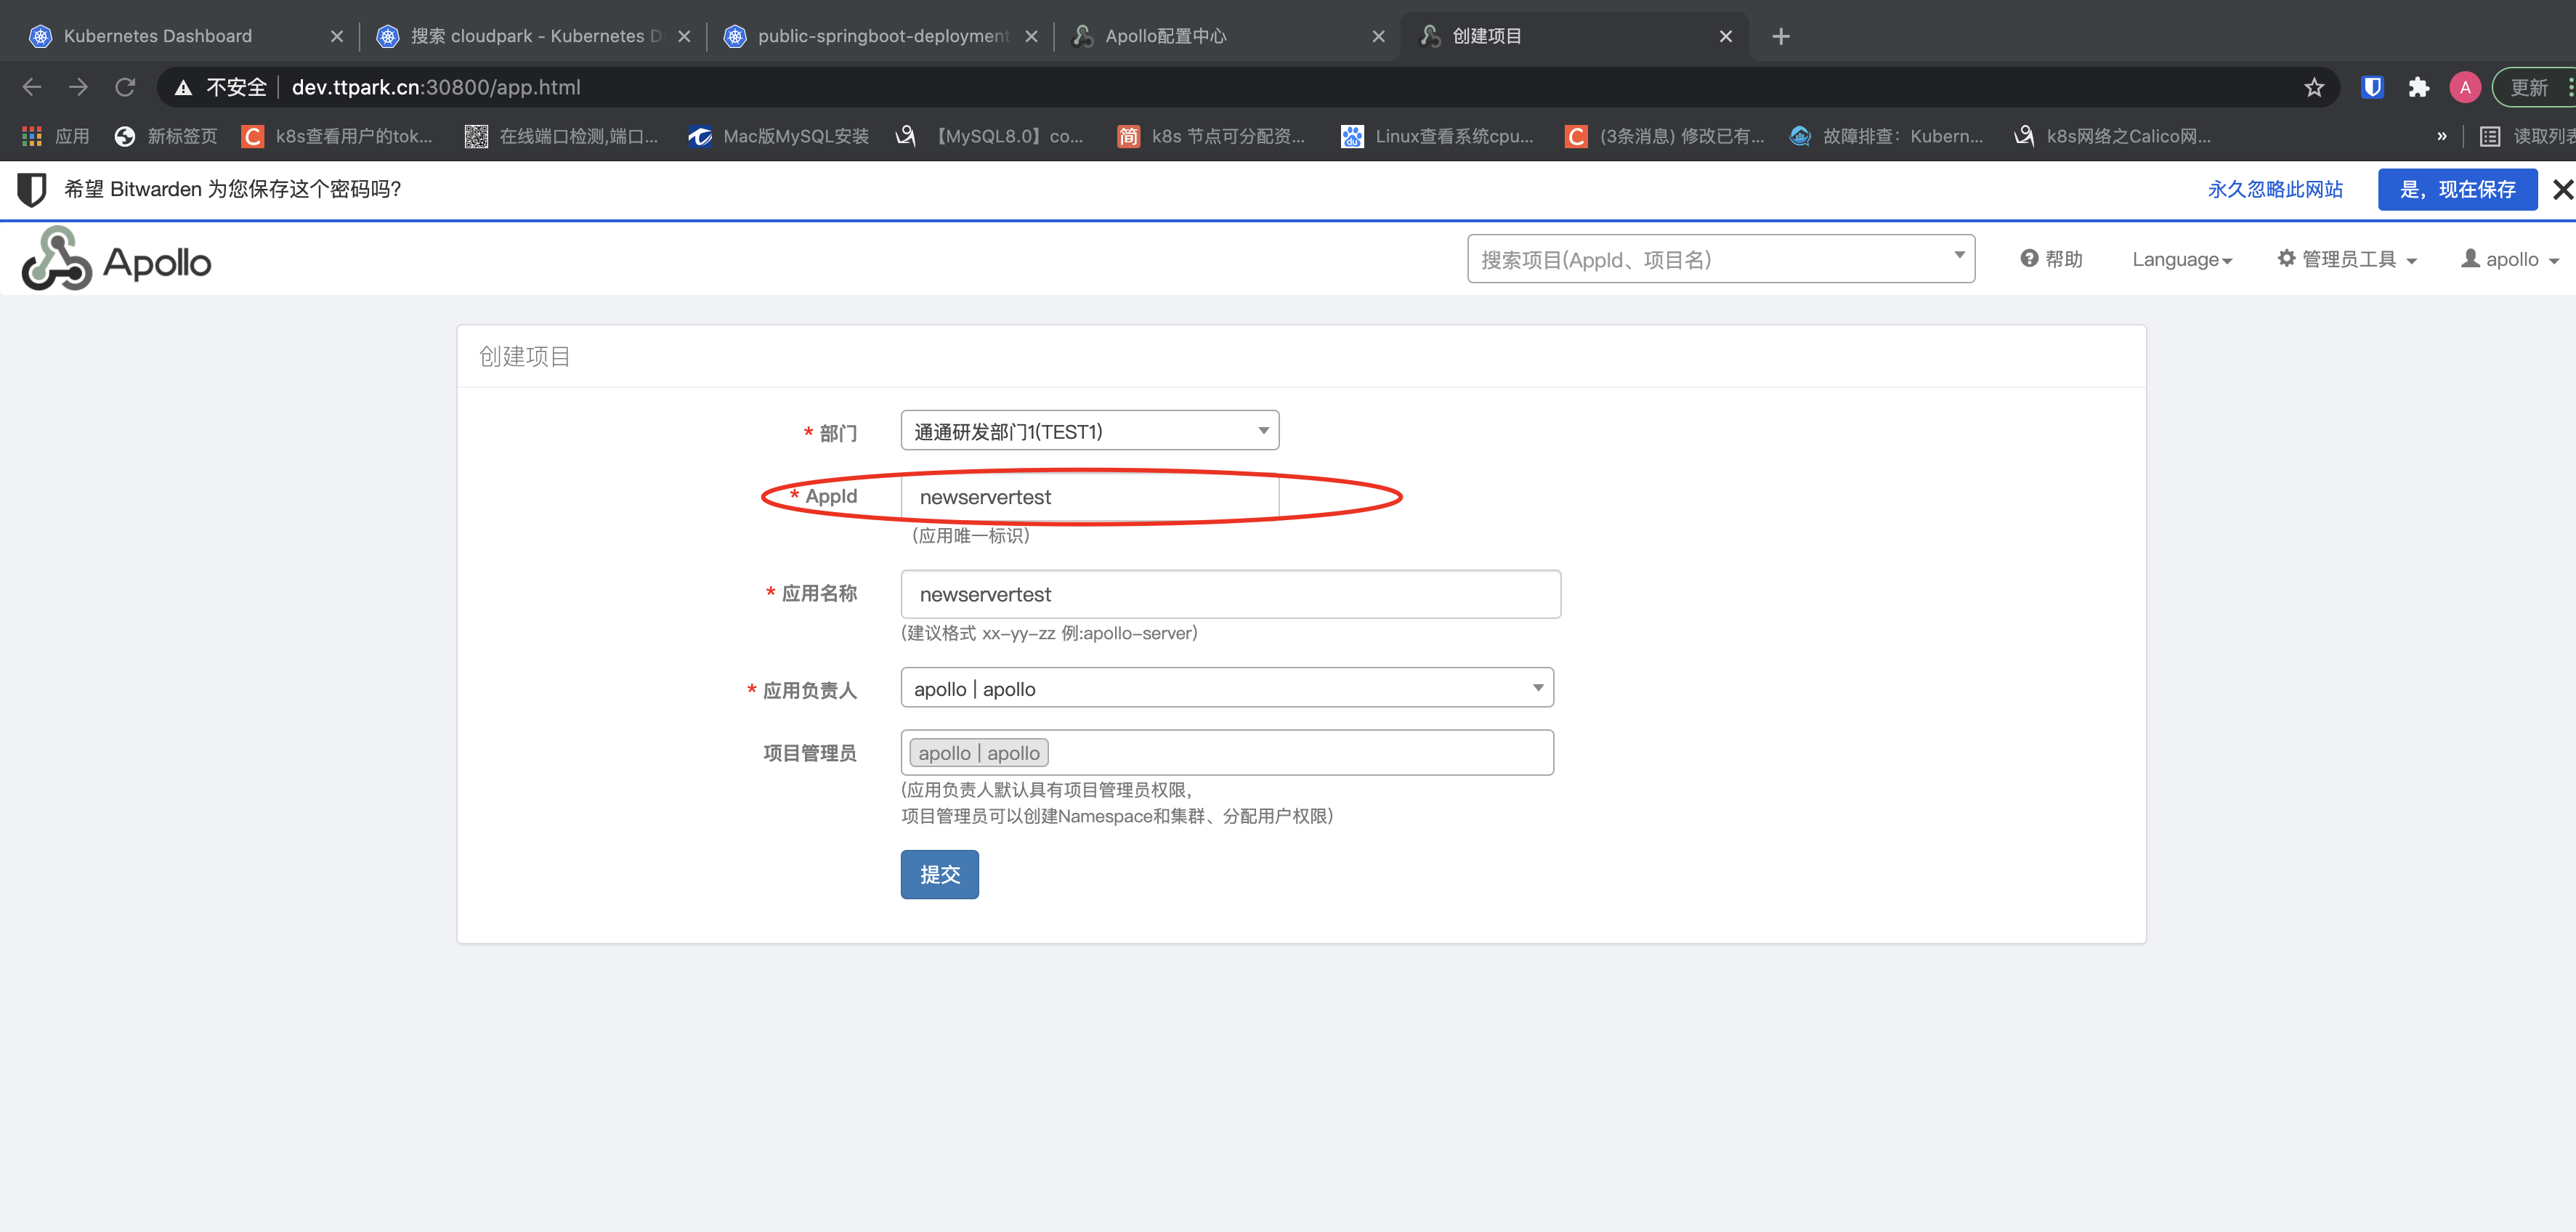 Kubernetes Dashboard
搜索 cloudpark - Kubernetes D
public-springboot-deployment
Apollo配置中心
创建项目
不安全
dev.ttpark.cn:30800/app.html
A
更新
应用
新标签页
k8s查看用户的tok...
在线端口检测,端口...
Mac版MySQL安装
【MySQL8.0】co...
简
k8s 节点可分配资...
Linux查看系统cpu...
(3条消息) 修改已有...
故障排查：Kubern...
k8s网络之Calico网...
»
读取列表
希望 Bitwarden 为您保存这个密码吗?
永久忽略此网站
是，现在保存
Apollo
搜索项目(AppId、项目名)
帮助
Language
管理员工具
apollo
创建项目
* 部门
通通研发部门1(TEST1)
* AppId
newservertest
(应用唯一标识)
* 应用名称
newservertest
(建议格式 xx-yy-zz 例:apollo-server)
* 应用负责人
apollo | apollo
项目管理员
apollo | apollo
(应用负责人默认具有项目管理员权限，
项目管理员可以创建Namespace和集群、分配用户权限)
提交